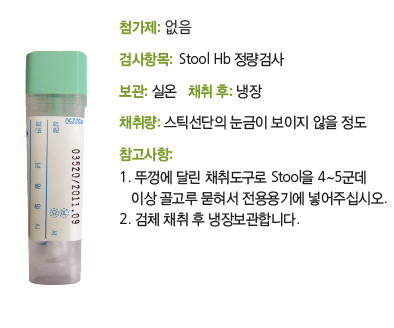 첨가제: 없음
검사항목: Stool Hb 정량검사
보관: 실온 채취 후: 냉장
채취량: 스틱선단의 눈금이 보이지 않을 정도
참고사항:
1. 뚜껑에 달린 채취도구로 Stool을 4~5군데
이상 골고루 묻혀서 전용용기에 넣어주십시오.
2. 검체 채취 후 냉장보관합니다.
03520/2011.09